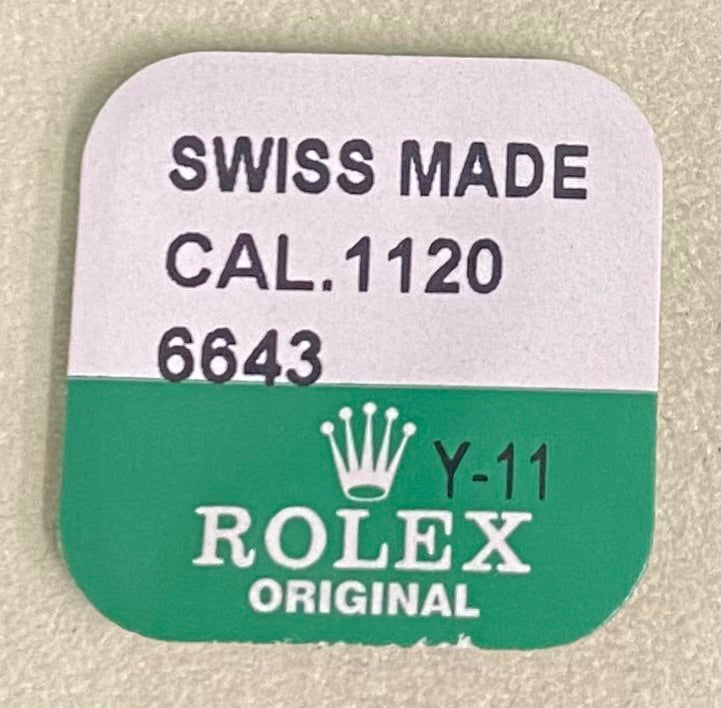 SWISS MADE
CAL.1120
6643
Y-11
ROLEX
ORIGINAL